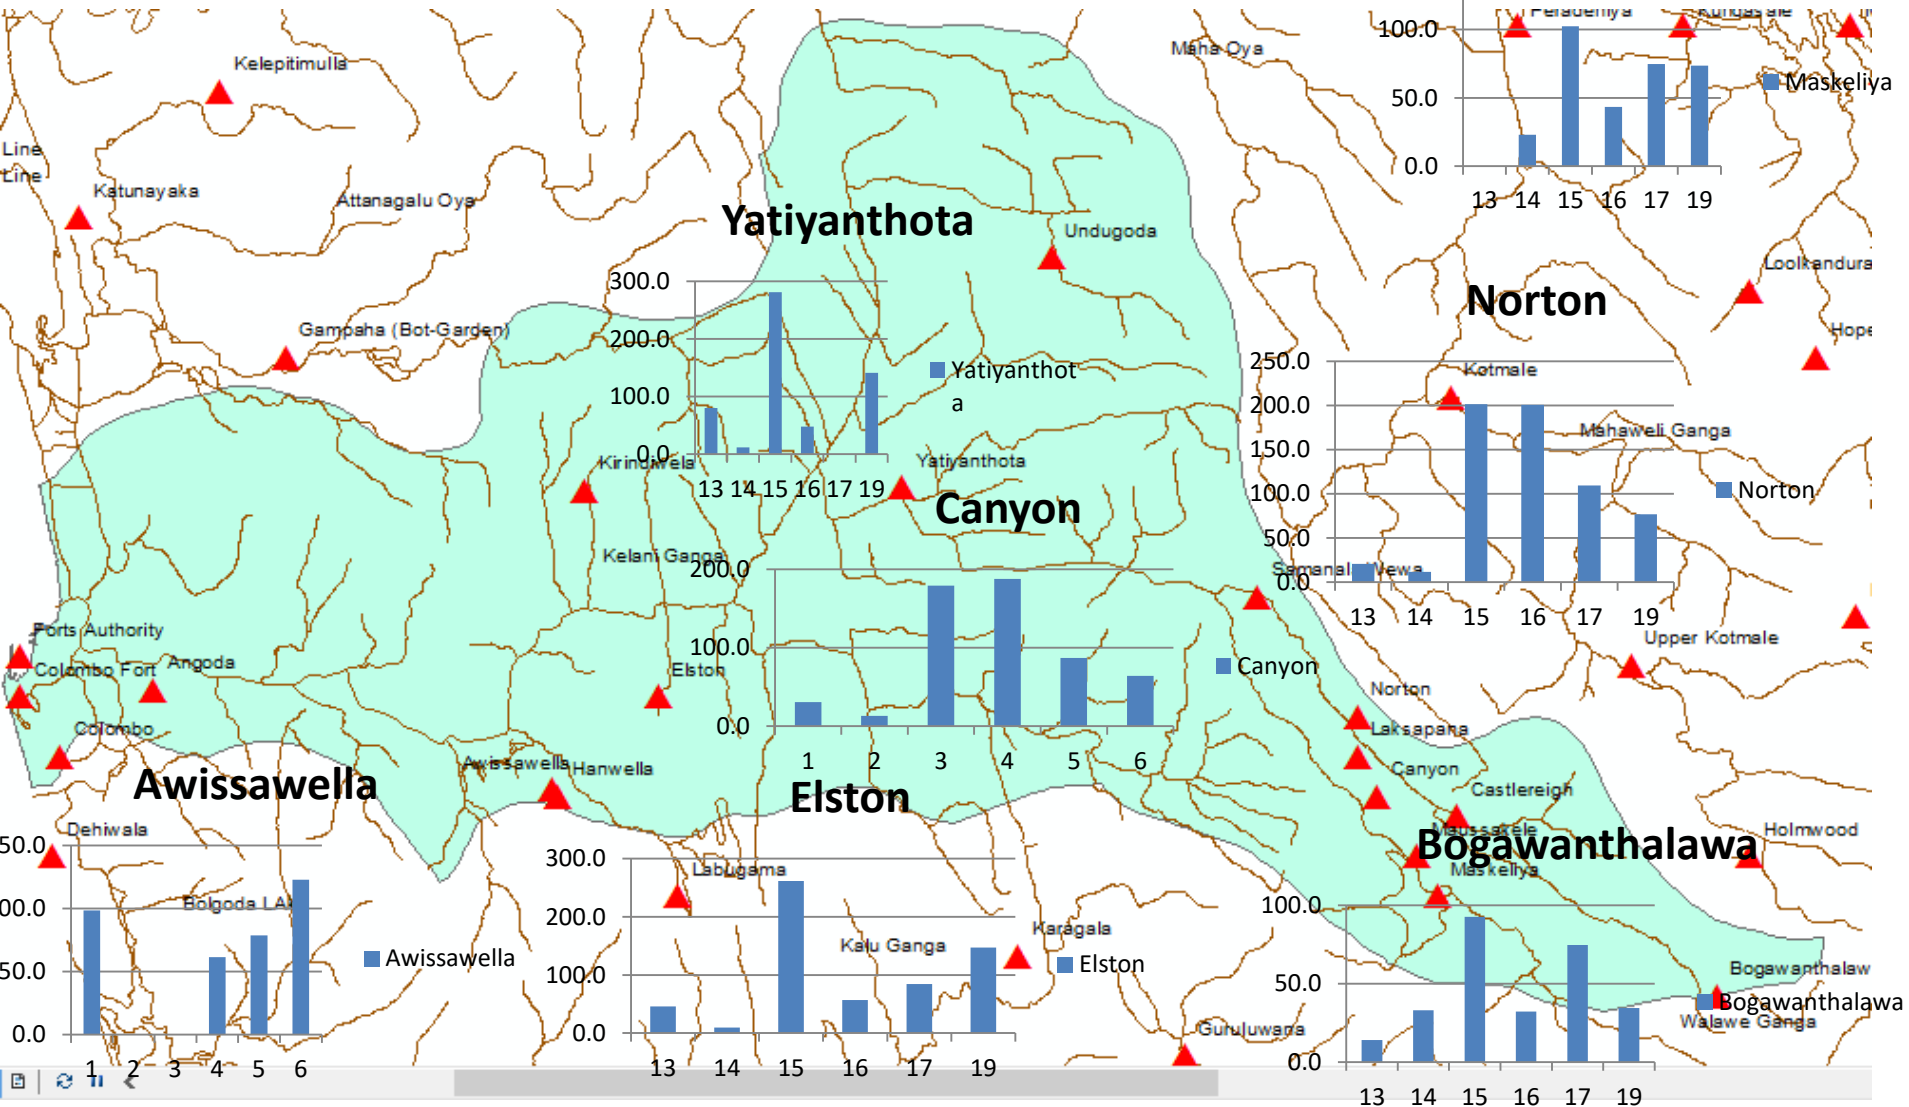 Peradeniya
Kundasale
Maha Oya
Kelepitimulla
100.0
50.0
0.0
Maskeliya
13 14 15 16 17 19
Line
Line
Katunayaka
Attanagalu Oya
Yatiyanthota
Undugoda
Loolkandura
300.0
200.0
100.0
0.0
Yatiyanthot
a
13 14 15 16 17 19
Norton
Gampaha (Bot-Garden)
Hope
250.0
200.0
150.0
100.0
50.0
0.0
Kotmale
Mahaweli Ganga
Norton
13 14 15 16 17 19
Kirindiwela
Yatiyanthota
Canyon
Kelani Ganga
200.0
100.0
0.0
Canyon
1 2 3 4 5 6
Samanala Wewa
Ports Authority
Colombo Fort
Angoda
Elston
Upper Kotmale
Norton
Laksapana
Colombo
Awissawella
Hanwella
Canyon
Castlereigh
Awissawella
Elston
Dehiwala
Maussakele
Bogawanthalawa
Holmwood
Maskeliya
50.0
00.0
50.0
0.0
Bolgoda LA
Awissawella
1 2 3 4 5 6
300.0
200.0
100.0
0.0
Labugama
Kalu Ganga
Karagala
Elston
13 14 15 16 17 19
Guruluwana
100.0
50.0
0.0
Bogawanthalaw
Bogawanthalawa
Walawe Ganga
13 14 15 16 17 19